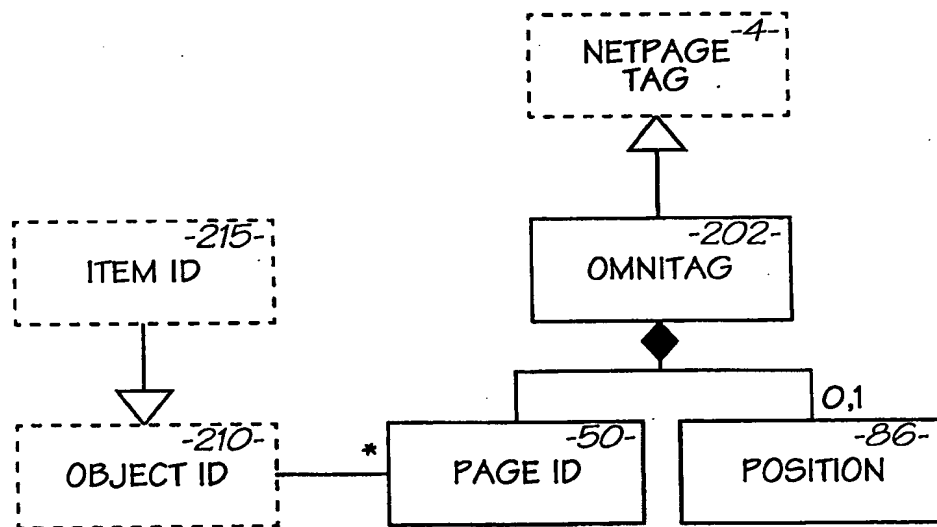 -4-
NETPAGE
TAG
-215-
ITEM ID
-202-
OMNITAG
0,1
-210-
OBJECT ID
*
-50-
PAGE ID
-86-
POSITION